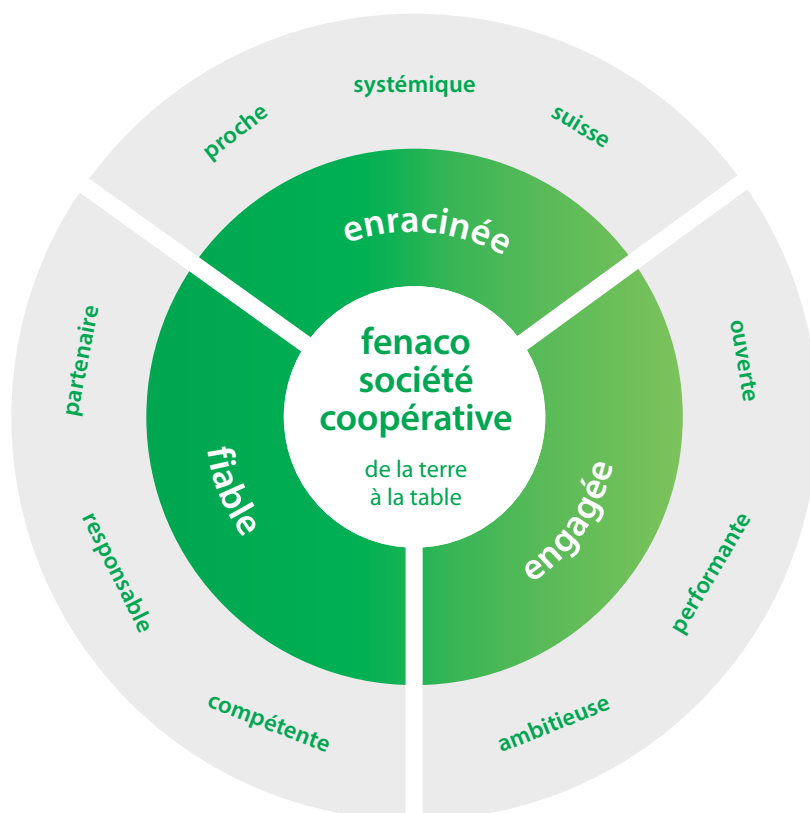 systémique
proche
suisse
enracinée
fenaco
société
coopérative
de la terre
à la table
partenaire
ouverte
fiable
engagée
responsable
performante
compétente
ambitieuse